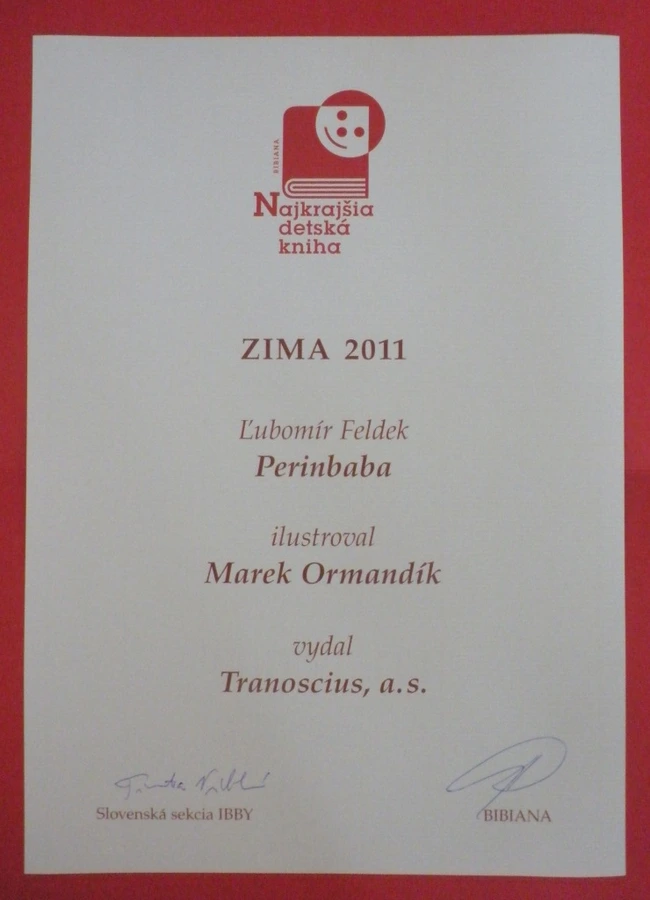 BIBIANA
Najkrajšia
detská
kniha
ZIMA 2011
Ľubomír Feldek
Perinbaba
ilustroval
Marek Ormandík
vydal
Tranoscius, a.s.
Slovenská sekcia IBBY
BIBIANA